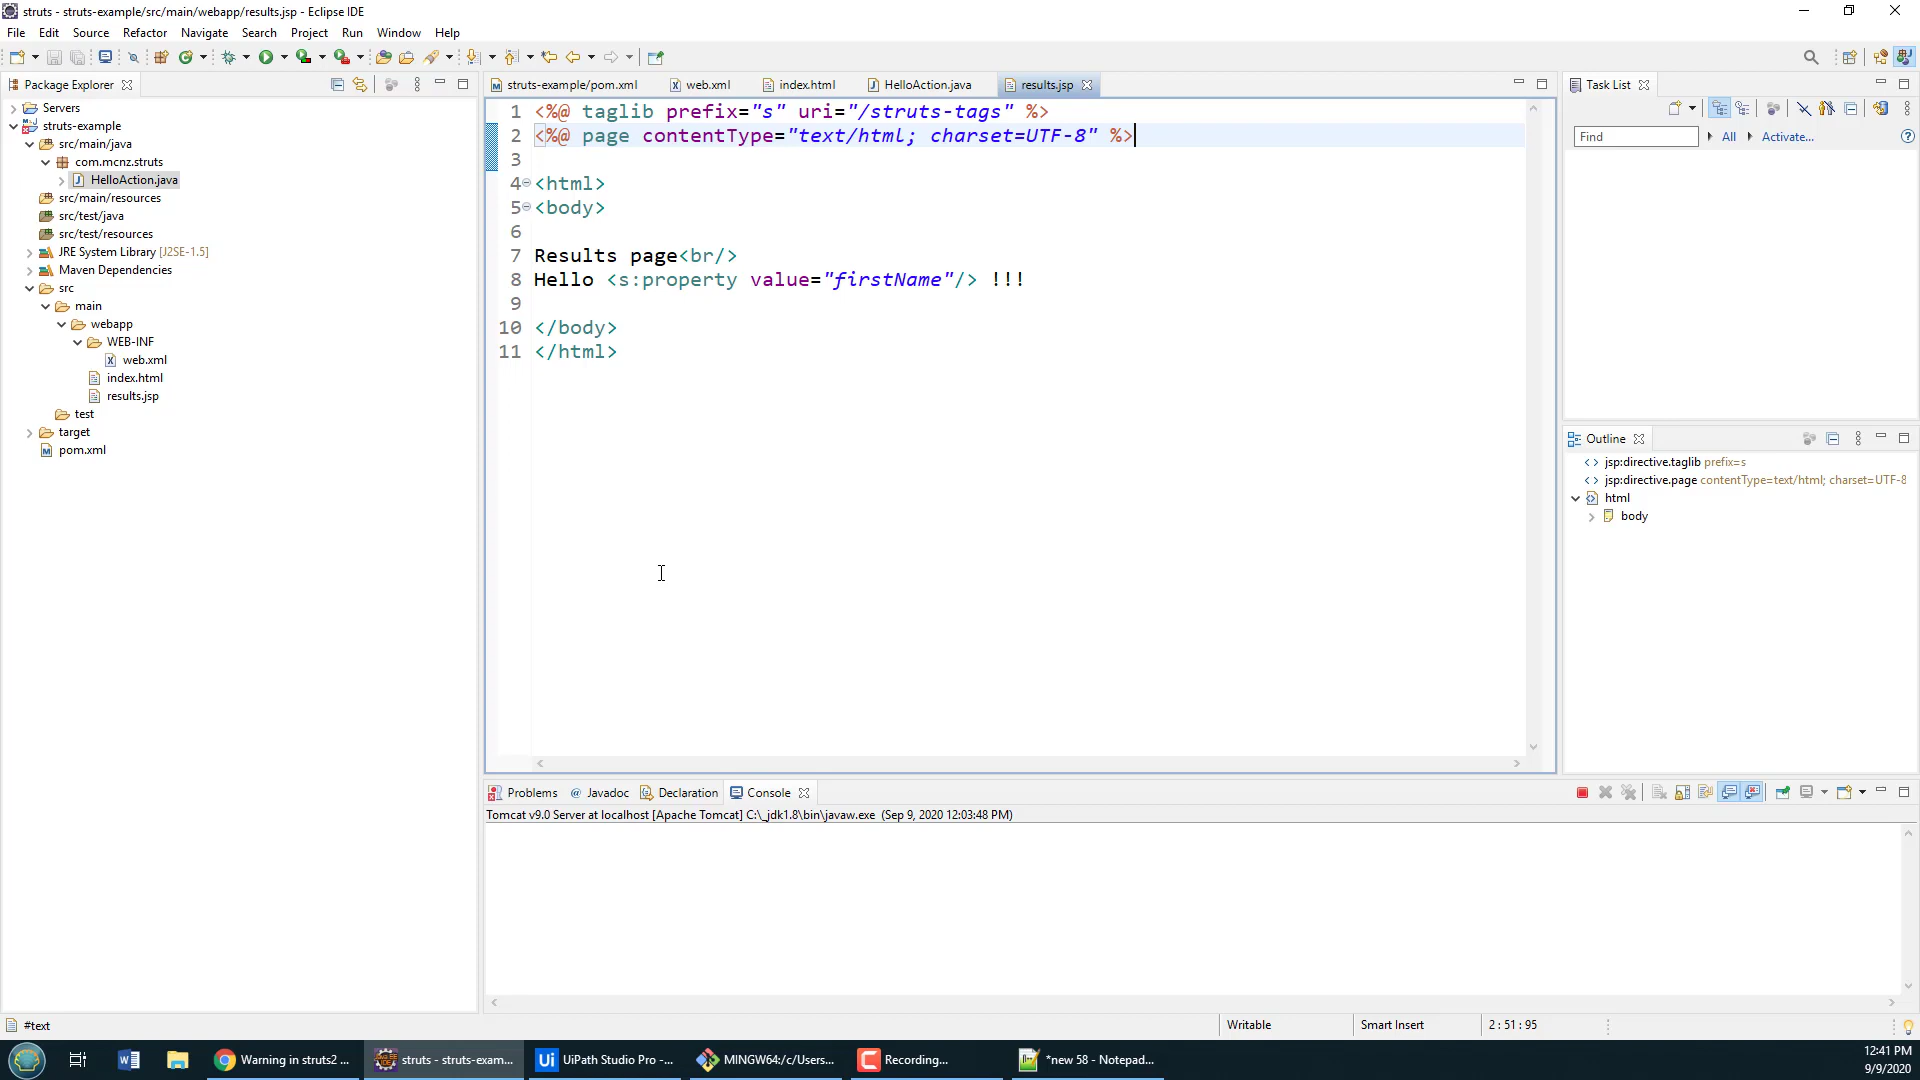 struts - struts-example/src/main/webapp/results.jsp - Eclipse IDE
File Edit Source Refactor Navigate Search Project Run Window Help
Package Explorer
Servers
struts-example
src/main/java
com.mcnz.struts
HelloAction.java
src/main/resources
src/test/java
src/test/resources
JRE System Library [J2SE-1.5]
Maven Dependencies
src
main
webapp
WEB-INF
web.xml
index.html
results.jsp
test
target
pom.xml
struts-example/pom.xml web.xml index.html HelloAction.java results.jsp
1 <%@ taglib prefix="s" uri="/struts-tags" %>
2 <%@ page contentType="text/html; charset=UTF-8" %>
3
4 <html>
5 <body>
6
7 Results page<br/>
8 Hello <s:property value="firstName"/> !!!
9
10 </body>
11 </html>
Task List
Find All Activate...
Outline
jsp:directive.taglib prefix=s
jsp:directive.page contentType=text/html; charset=UTF-8
html
body
Problems @ Javadoc Declaration Console
Tomcat v9.0 Server at localhost [Apache Tomcat] C:\_jdk1.8\bin\javaw.exe (Sep 9, 2020 12:03:48 PM)
#text Writable Smart Insert 2 : 51 : 95
Warning in struts2 ... struts - struts-exam... Ui UiPath Studio Pro -... MINGW64:/c/Users... Recording... *new 58 - Notepad...
12:41 PM
9/9/2020